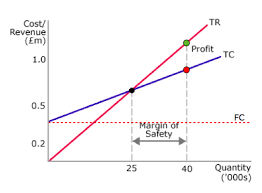 Cost/
Revenue
(£m)
TR
TC
Profit
1.0
0.5
FC
Margin of
Safety
0.2
25
40
Quantity
('000s)